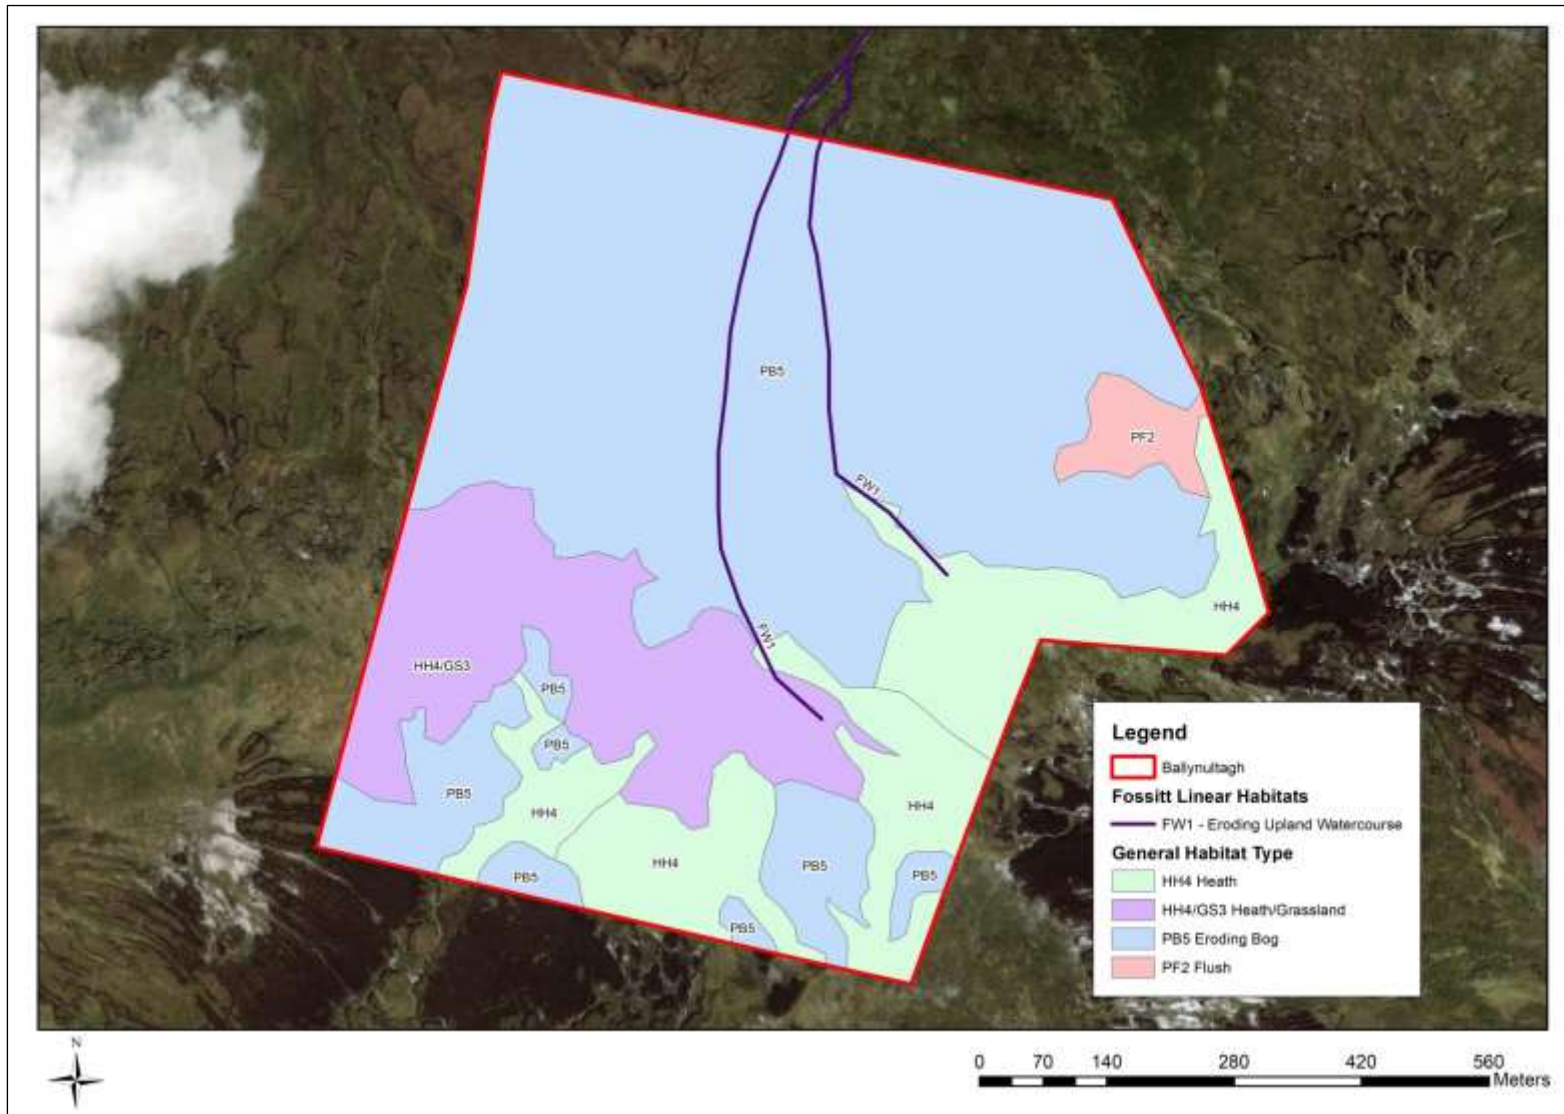 PB5
PF2
FW1
HH4
FW1
HH4/GS3
PB5
PB5
PB5
HH4
HH4
HH4
PB5
PB5
PB5
PB5
Legend
Ballynultagh
Fossitt Linear Habitats
FW1 - Eroding Upland Watercourse
General Habitat Type
HH4 Heath
HH4/GS3 Heath/Grassland
PB5 Eroding Bog
PF2 Flush
N
0 70 140 280 420 560
Meters